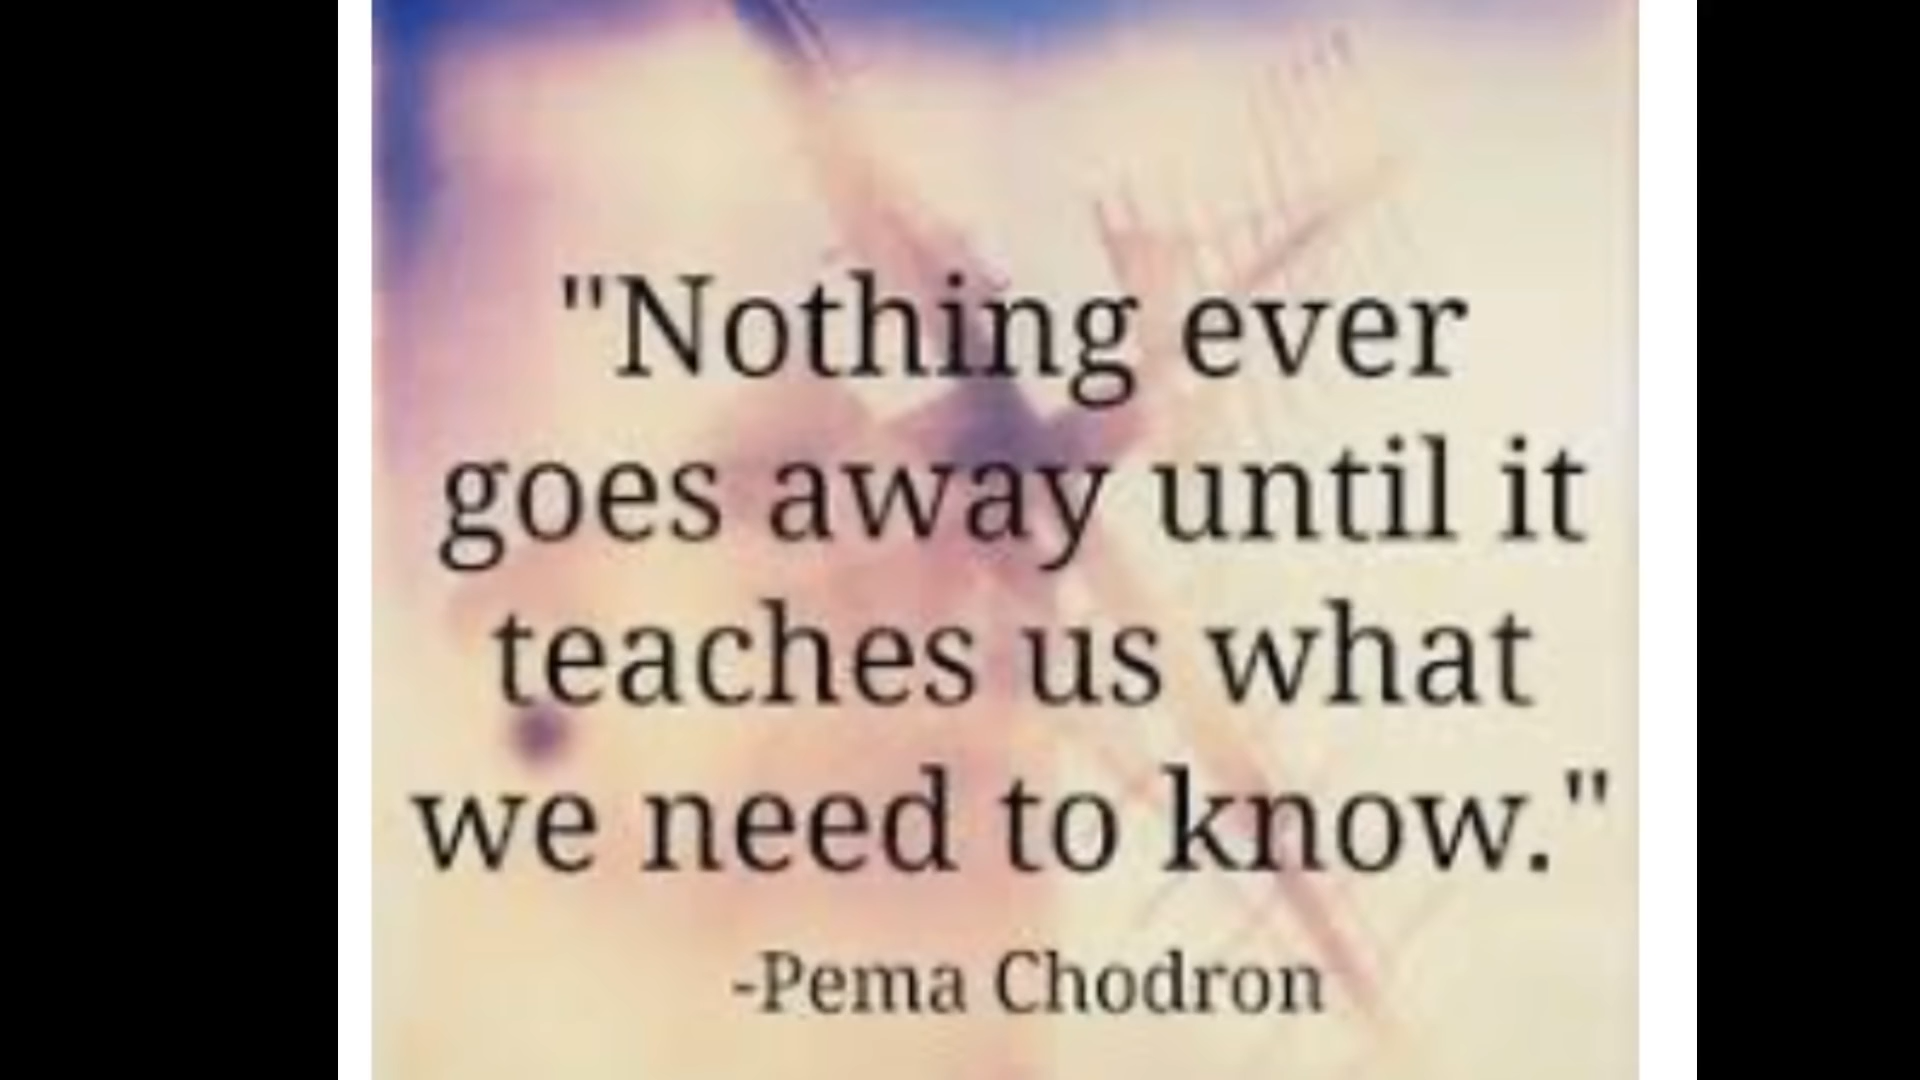 "Nothing ever
goes away until it
teaches us what
we need to know."
-Pema Chodron